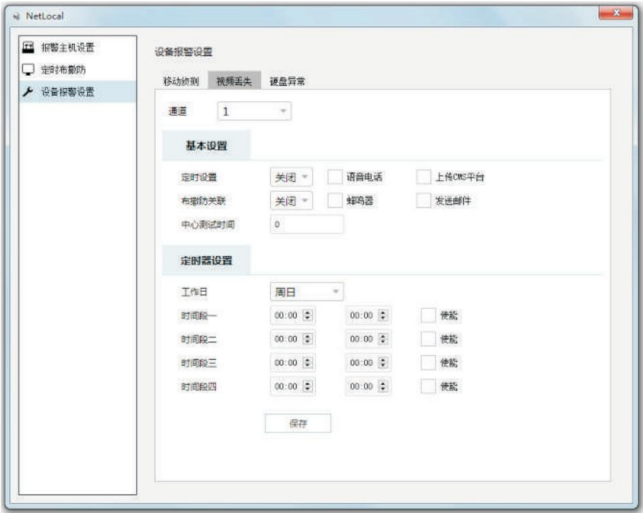 NetLocal
报警主机设置
定时布撤防
设备报警设置
设备报警设置
移动侦测 视频丢失 硬盘异常
通道 1
基本设置
定时设置 关闭 语音电话 上传CMS平台
布撤防关联 关闭 蜂鸣器 发送邮件
中心测试时间 0
定时器设置
工作日 周日
时间段一 00:00 00:00 使能
时间段二 00:00 00:00 使能
时间段三 00:00 00:00 使能
时间段四 00:00 00:00 使能
保存